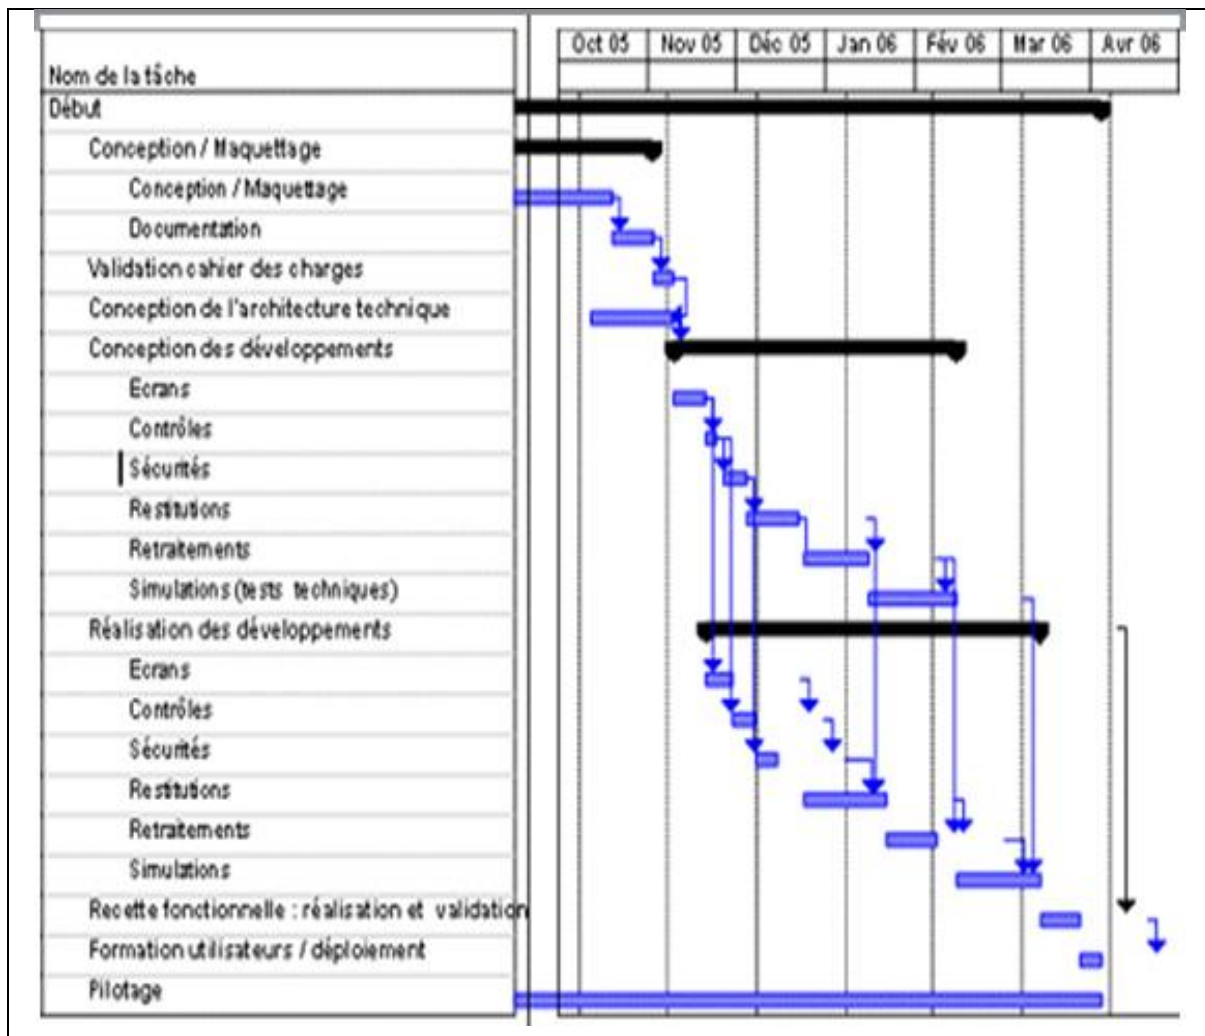 Oct 05 Nov 05 Déc 05 Jan 06 Fév 06 Mar 06 Avr 06
Nom de la tâche
Début
Conception / Maquettage
Conception / Maquettage
Documentation
Validation cahier des charges
Conception de l'architecture technique
Conception des développements
Ecrans
Contrôles
Sécurités
Restitutions
Retraitements
Simulations (tests techniques)
Réalisation des développements
Ecrans
Contrôles
Sécurités
Restitutions
Retraitements
Simulations
Recette fonctionnelle : réalisation et validation
Formation utilisateurs / déploiement
Pilotage